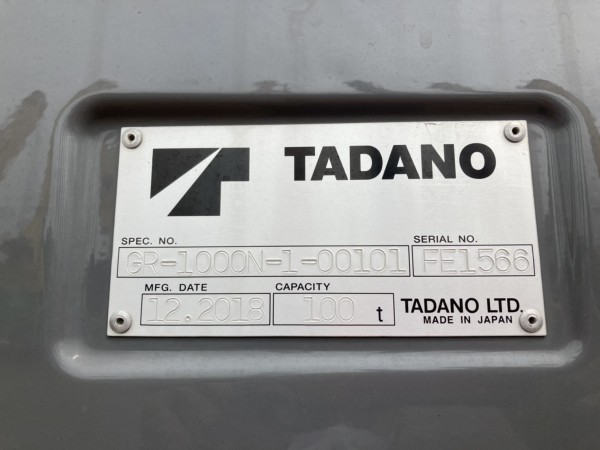 TADANO
SPEC. NO. SERIAL NO.
GR-1000N-1-00101 FE1566
MFG. DATE CAPACITY
12.2018 100 t TADANO LTD.
MADE IN JAPAN